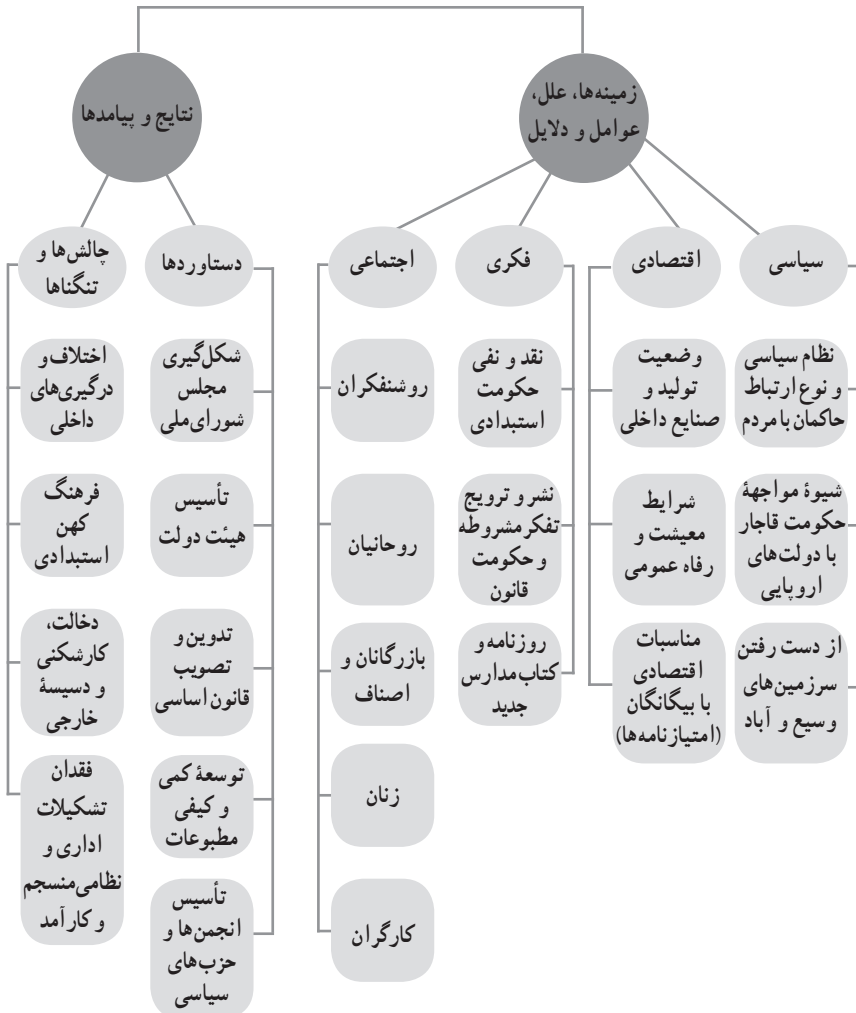 زمینه‌ها، علل،
عوامل و دلایل
سیاسی
نظام سیاسی
و نوع ارتباط
حاکمان با مردم
شیوهٔ مواجههٔ
حکومت قاجار
با دولت‌های
اروپایی
از دست رفتن
سرزمین‌های
وسیع و آباد
اقتصادی
وضعیت
تولید و
صنایع داخلی
شرایط
معیشت و
رفاه عمومی
مناسبات
اقتصادی
با بیگانگان
(امتیازنامه‌ها)
فکری
نقد و نفی
حکومت
استبدادی
نشر و ترویج
تفکر مشروطه
و حکومت
قانون
روزنامه و
کتاب مدارس
جدید
اجتماعی
روشنفکران
روحانیان
بازرگانان و
اصناف
زنان
کارگران
نتایج و پیامدها
دستاوردها
شکل‌گیری
مجلس
شورای‌ملی
تأسیس
هیئت دولت
تدوین و
تصویب
قانون اساسی
توسعهٔ کمی
و کیفی
مطبوعات
تأسیس
انجمن‌ها و
حزب‌های
سیاسی
چالش‌ها و
تنگناها
اختلاف و
درگیری‌های
داخلی
فرهنگ
کهن
استبدادی
دخالت،
کارشکنی
و دسیسهٔ
خارجی
فقدان
تشکیلات
اداری و
نظامی منسجم
و کارآمد